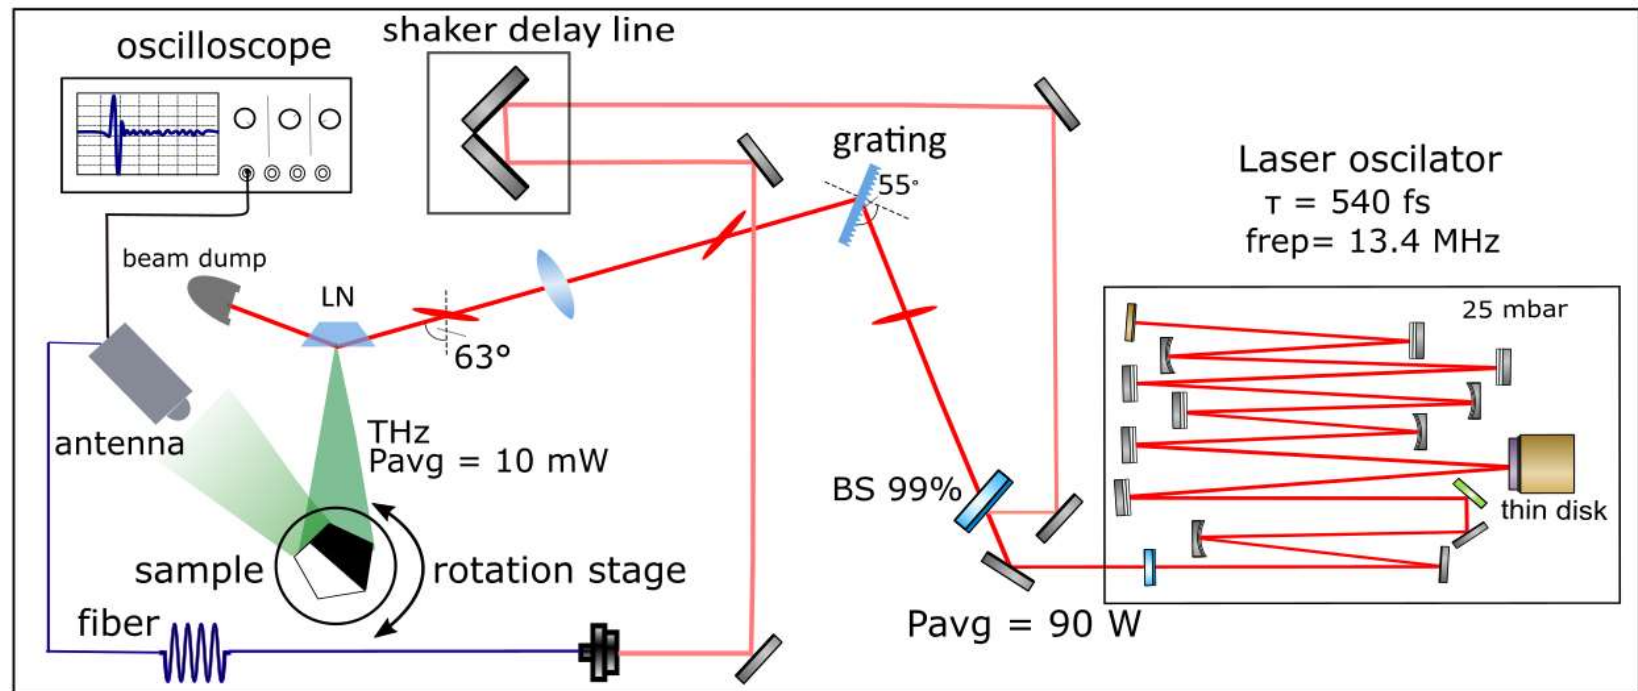 shaker delay line
oscilloscope
grating
55°
Laser oscilator
τ = 540 fs
frep= 13.4 MHz
beam dump
LN
63°
25 mbar
antenna
THz
Pavg = 10 mW
BS 99%
thin disk
sample
rotation stage
fiber
Pavg = 90 W